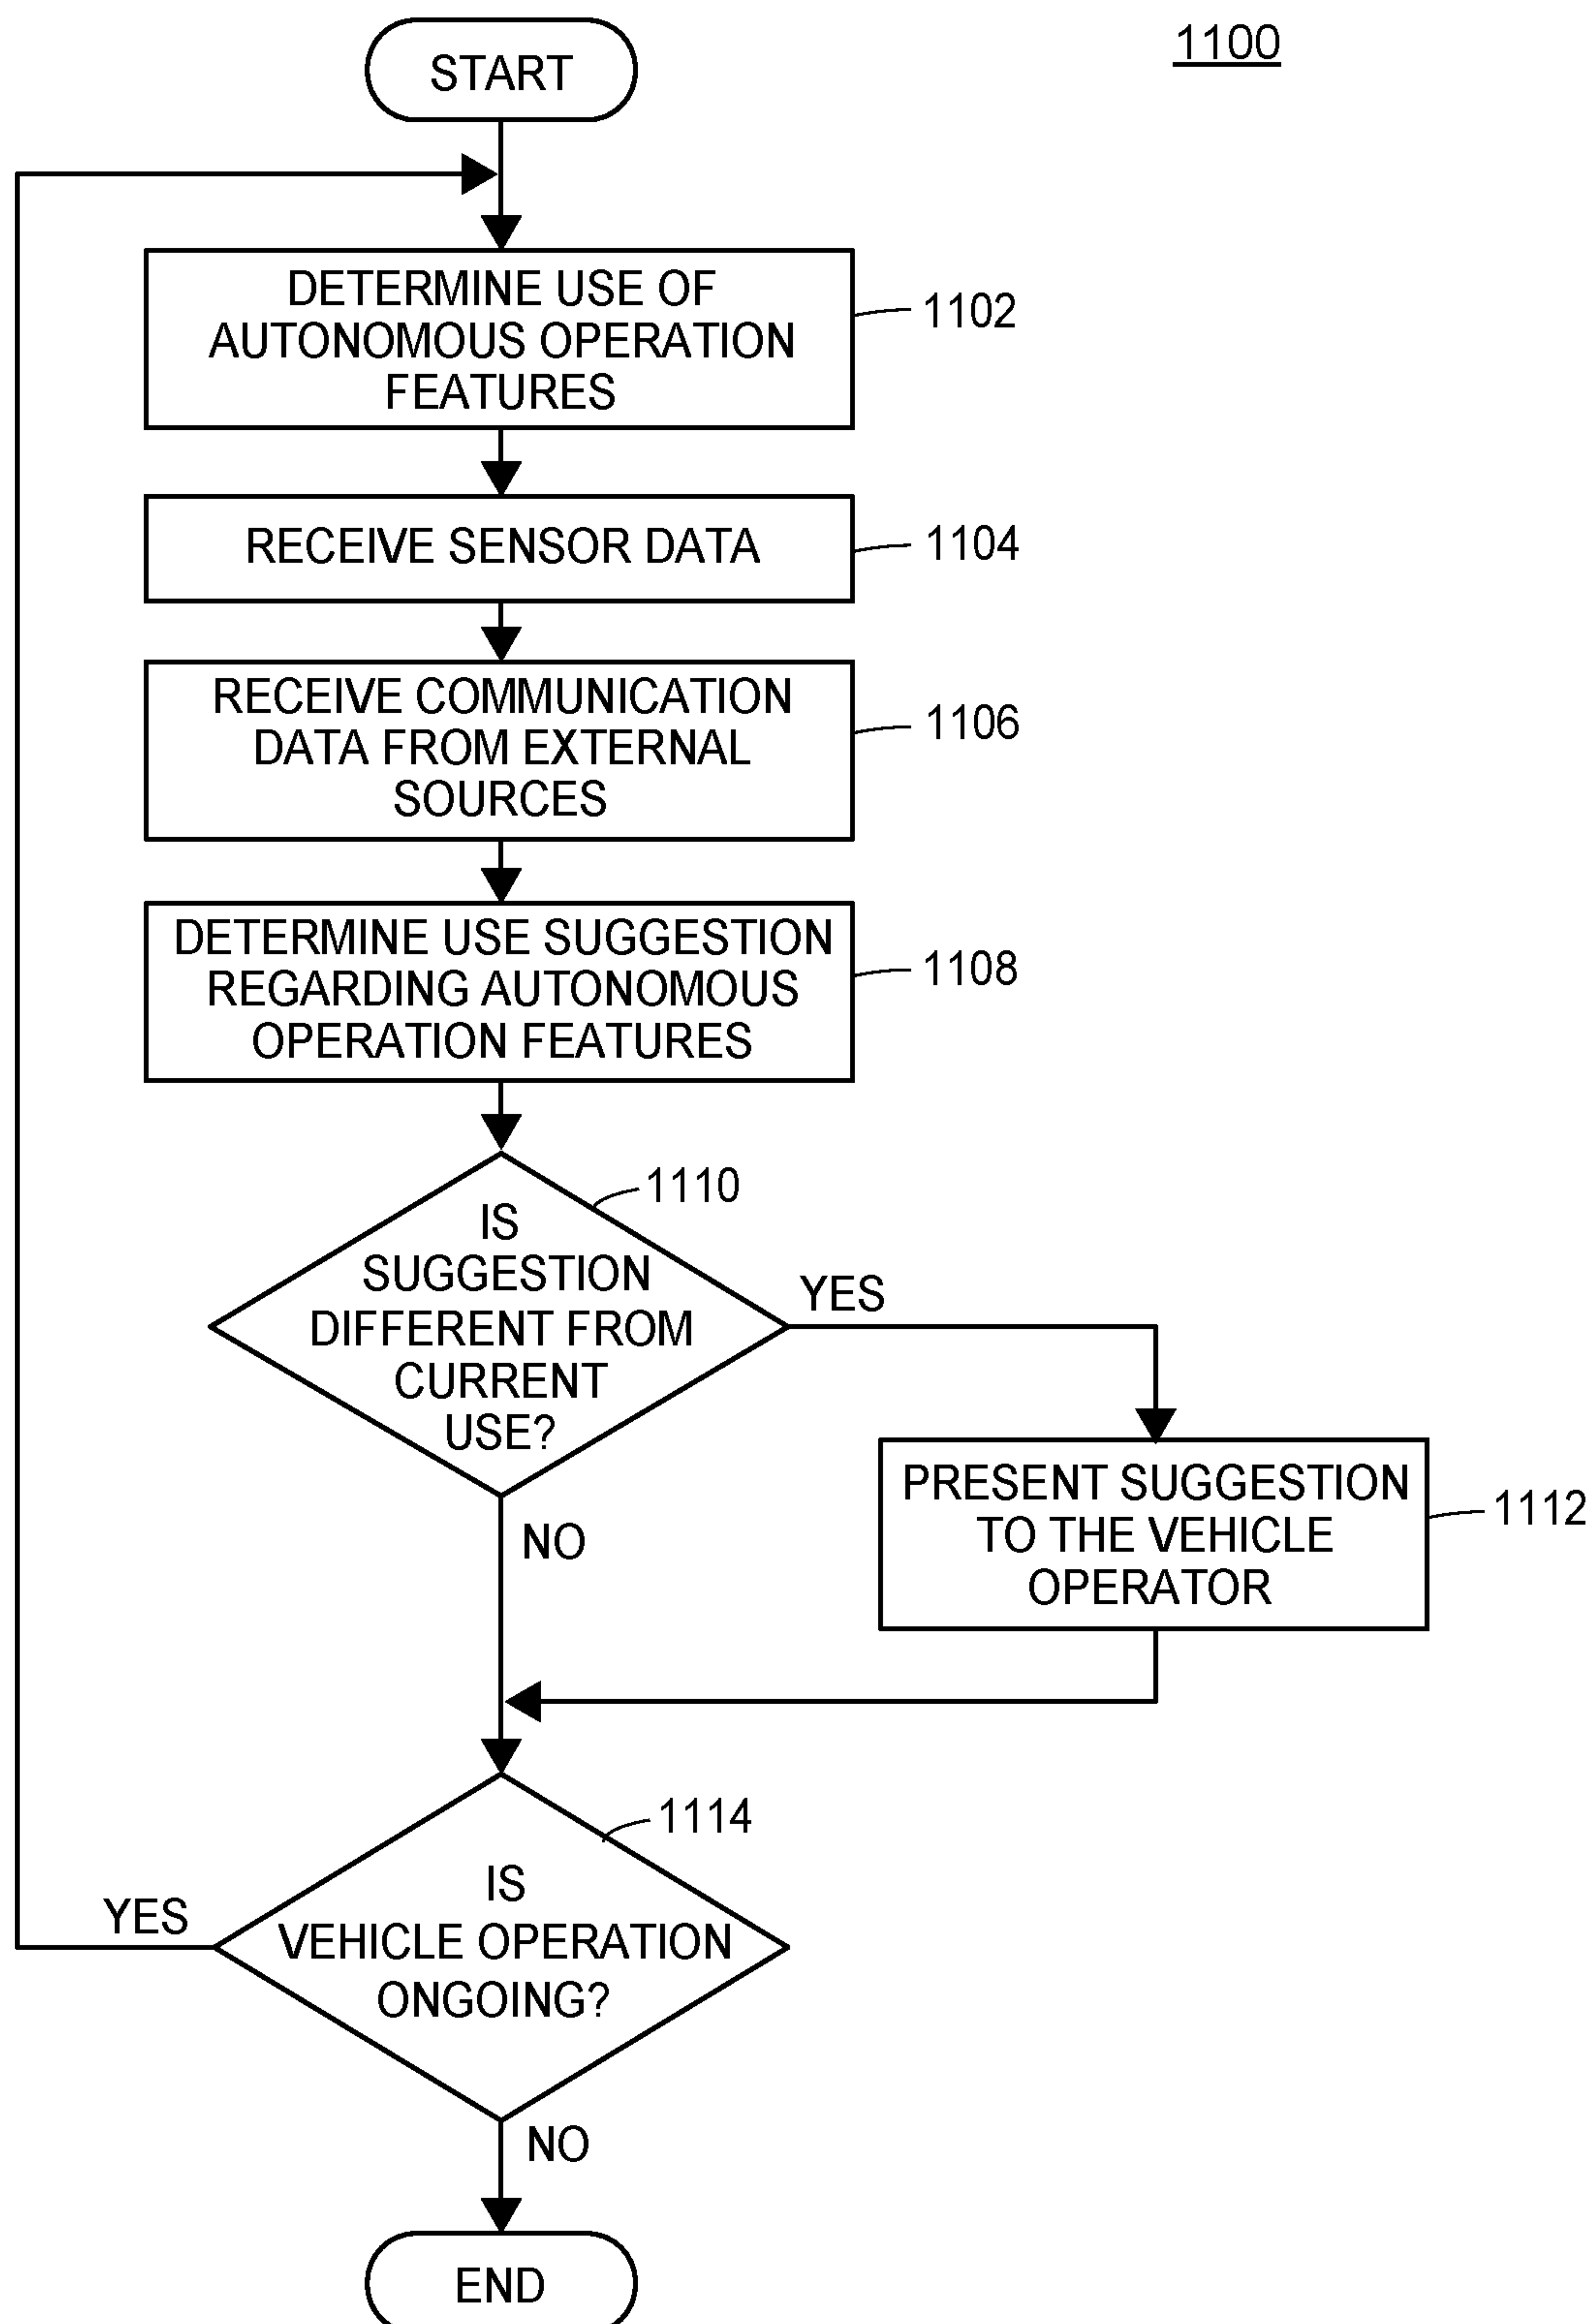 1100
START
DETERMINE USE OF
AUTONOMOUS OPERATION
FEATURES
1102
RECEIVE SENSOR DATA
1104
RECEIVE COMMUNICATION
DATA FROM EXTERNAL
SOURCES
1106
DETERMINE USE SUGGESTION
REGARDING AUTONOMOUS
OPERATION FEATURES
1108
1110
IS
SUGGESTION
DIFFERENT FROM
CURRENT
USE?
YES
NO
PRESENT SUGGESTION
TO THE VEHICLE
OPERATOR
1112
1114
IS
VEHICLE OPERATION
ONGOING?
YES
NO
END